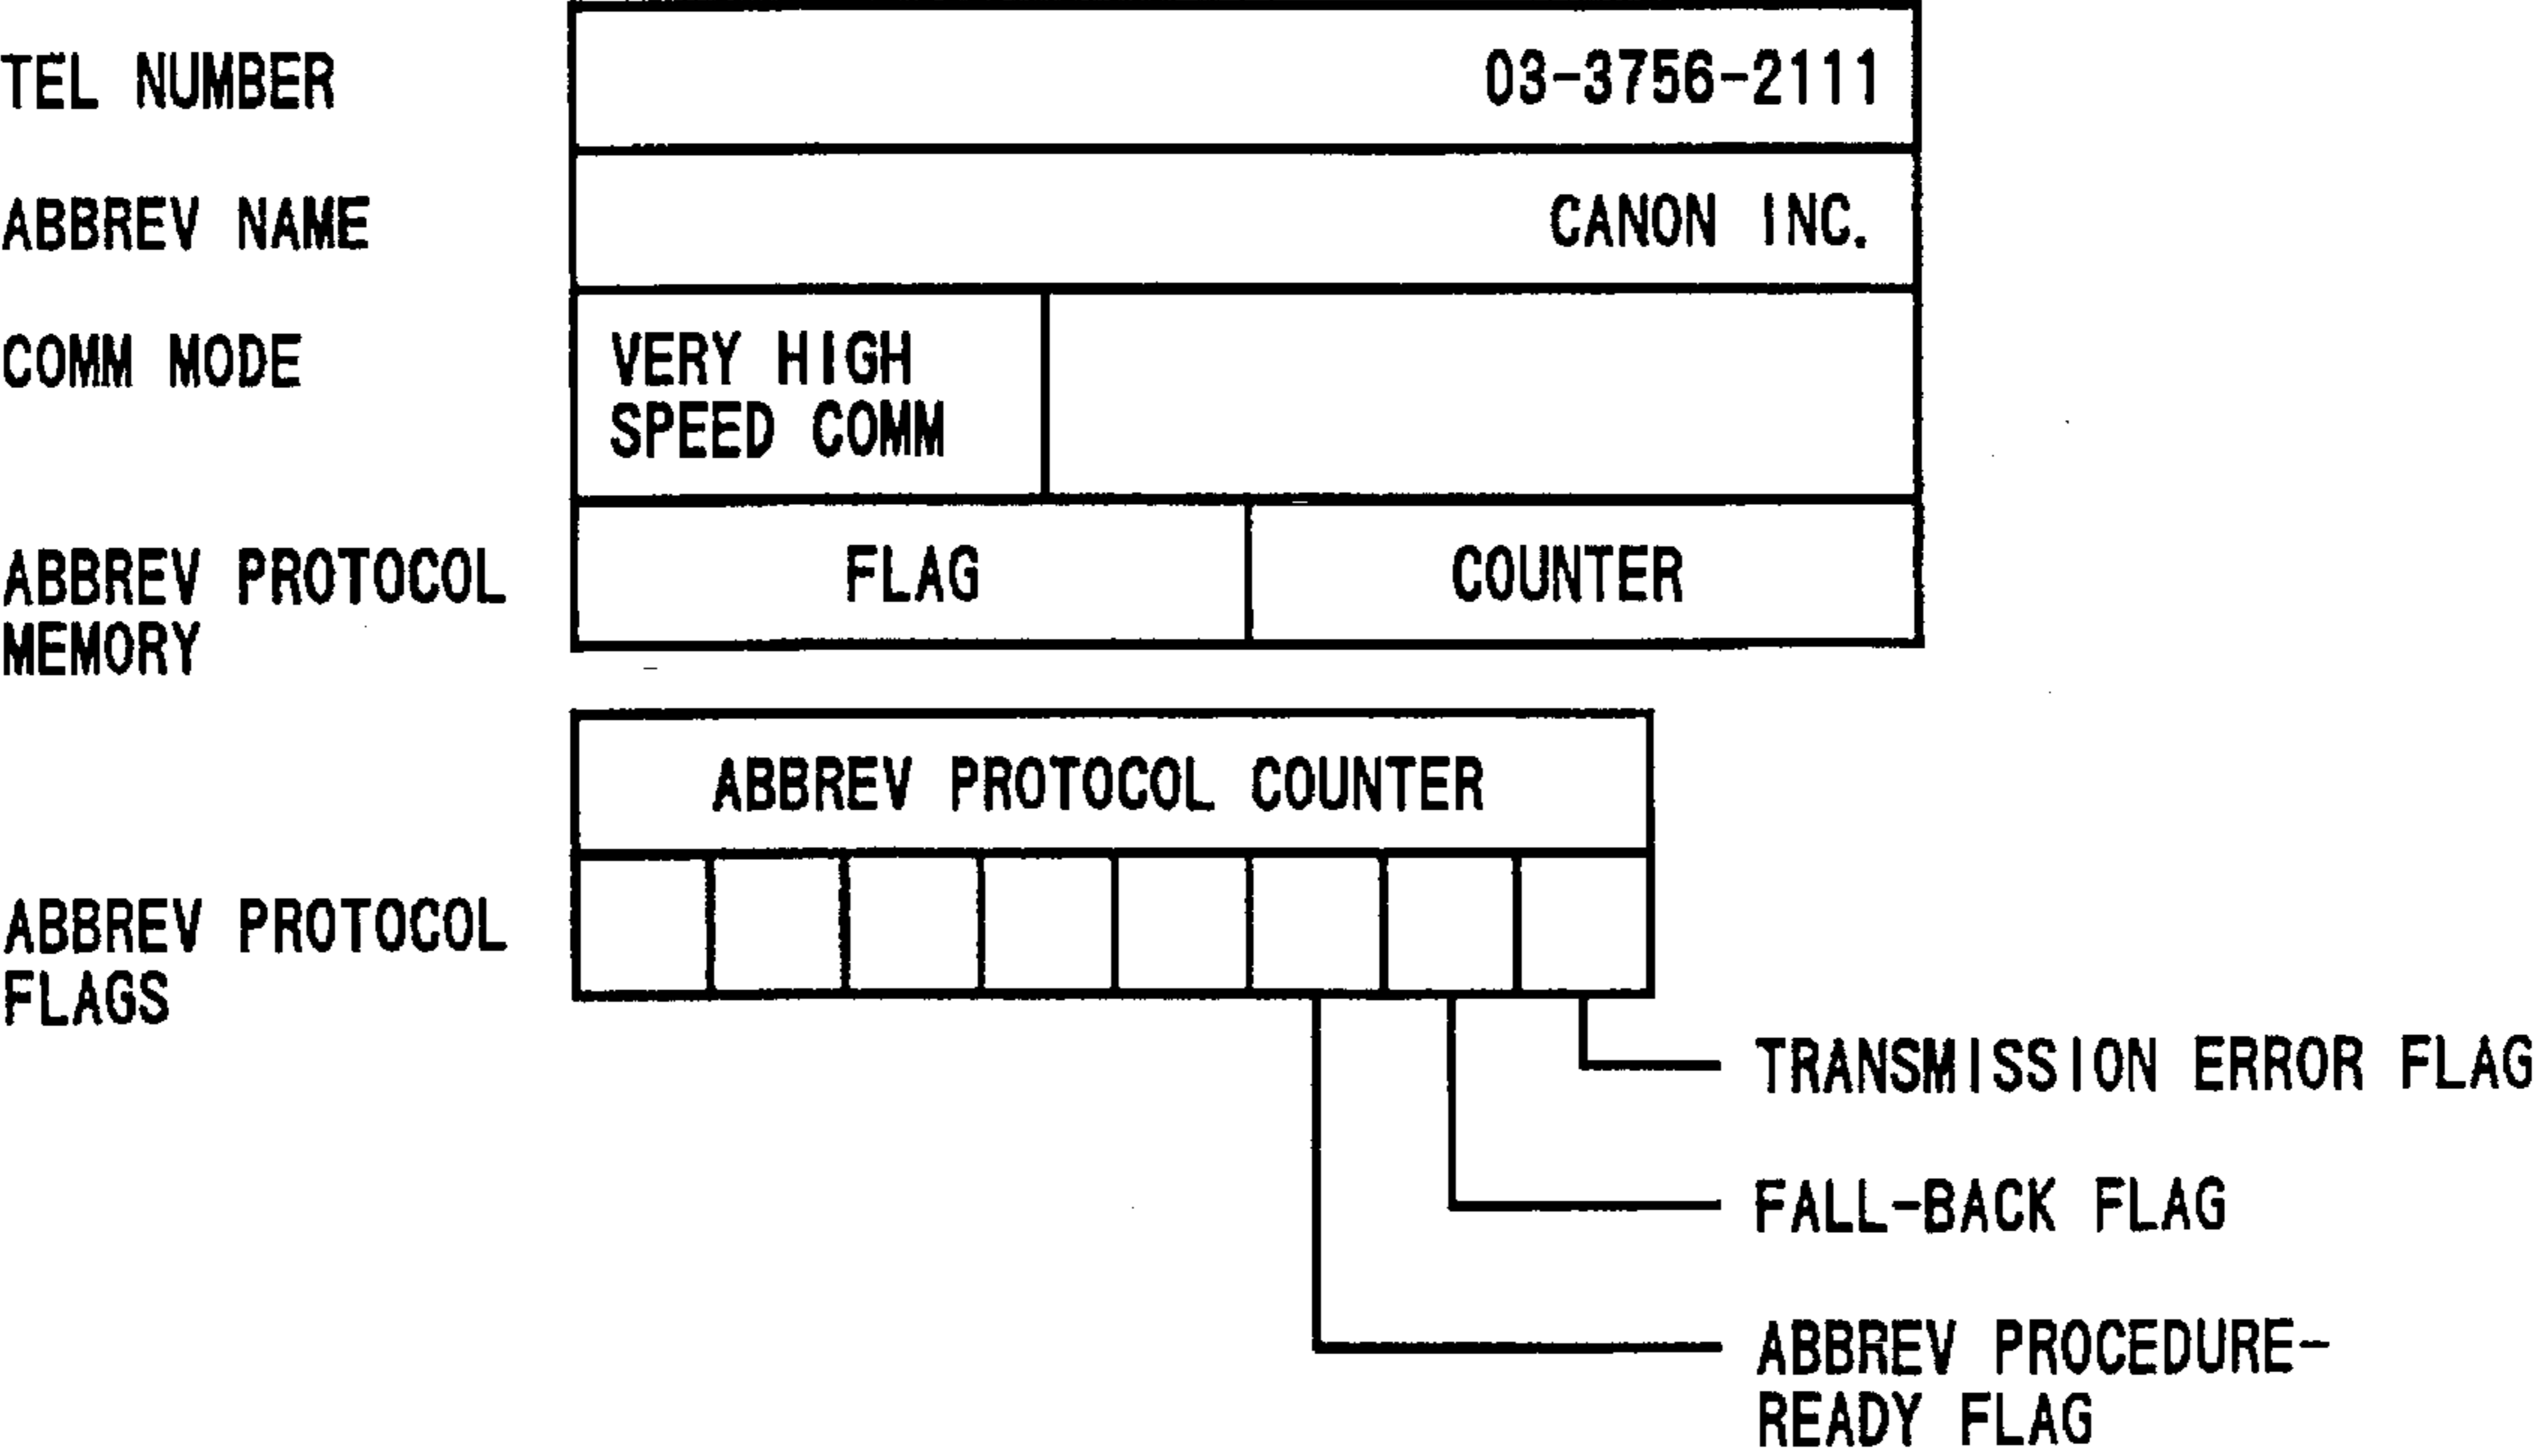 TEL NUMBER
03-3756-2111
ABBREV NAME
CANON INC.
COMM MODE
VERY HIGH
SPEED COMM
ABBREV PROTOCOL
MEMORY
FLAG
COUNTER
ABBREV PROTOCOL COUNTER
ABBREV PROTOCOL
FLAGS
TRANSMISSION ERROR FLAG
FALL-BACK FLAG
ABBREV PROCEDURE-
READY FLAG